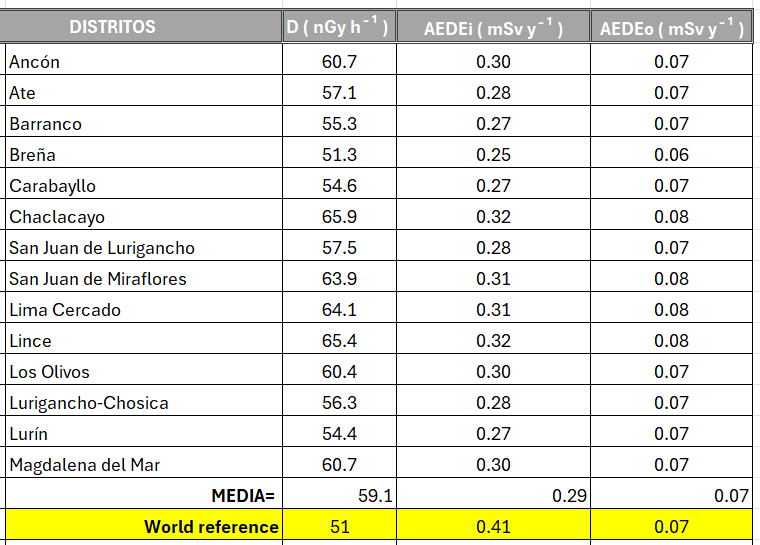 DISTRITOS D ( nGy h⁻¹ ) AEDEi ( mSv y⁻¹ ) AEDEo ( mSv y⁻¹ )
Ancón 60.7 0.30 0.07
Ate 57.1 0.28 0.07
Barranco 55.3 0.27 0.07
Breña 51.3 0.25 0.06
Carabayllo 54.6 0.27 0.07
Chaclacayo 65.9 0.32 0.08
San Juan de Lurigancho 57.5 0.28 0.07
San Juan de Miraflores 63.9 0.31 0.08
Lima Cercado 64.1 0.31 0.08
Lince 65.4 0.32 0.08
Los Olivos 60.4 0.30 0.07
Lurigancho-Chosica 56.3 0.28 0.07
Lurín 54.4 0.27 0.07
Magdalena del Mar 60.7 0.30 0.07
MEDIA= 59.1 0.29 0.07
World reference 51 0.41 0.07